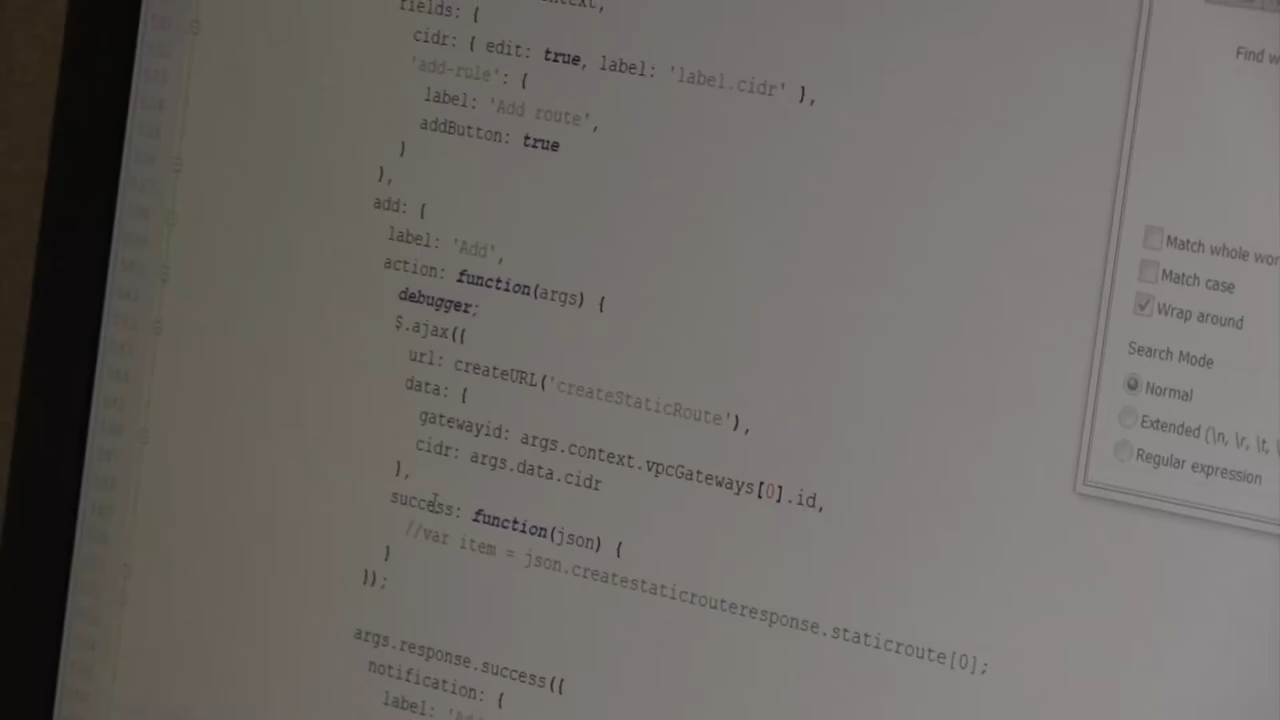 fields: {
cidr: { edit: true, label: 'label.cidr' },
'add-rule': {
label: 'Add route',
addButton: true
}
},
add: {
label: 'Add',
action: function(args) {
debugger;
$.ajax({
url: createURL('createStaticRoute'),
data: {
gatewayid: args.context.vpcGateways[0].id,
cidr: args.data.cidr
},
success: function(json) {
//var item = json.createstaticrouteresponse.staticroute[0];
}
});
args.response.success({
notification: {
label:
Find
Match whole
Match case
Wrap around
Search Mode
Normal
Extended (\n, \r, \t,
Regular expression